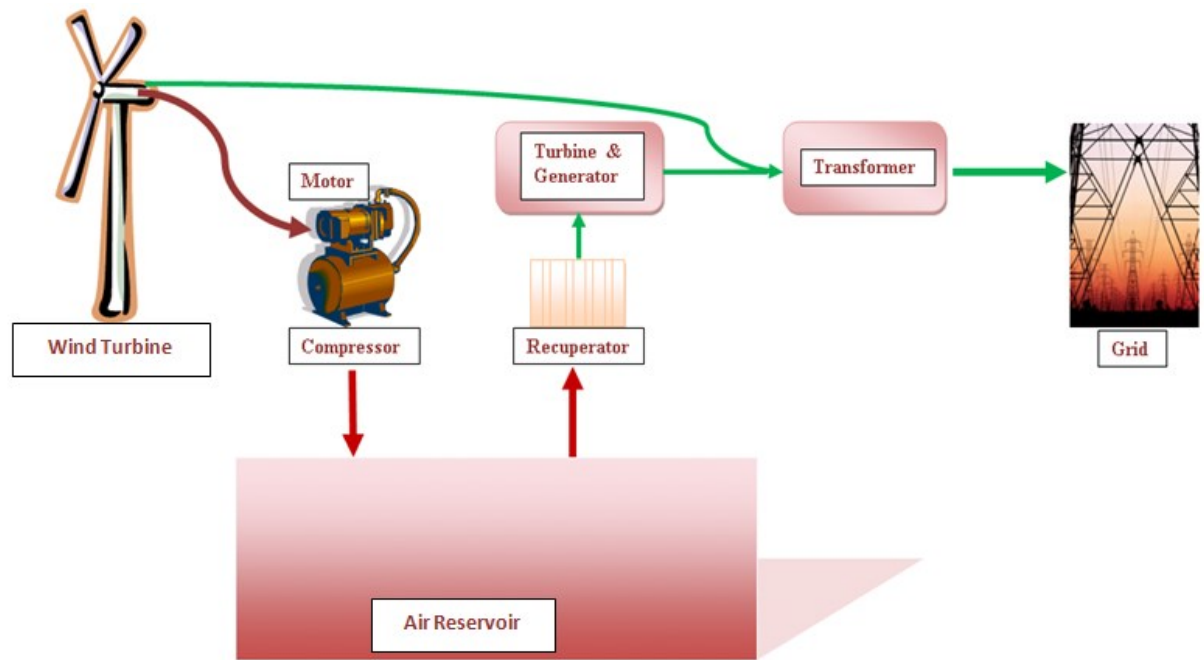 Motor
Turbine &
Generator
Transformer
Wind Turbine
Compressor
Recuperator
Grid
Air Reservoir